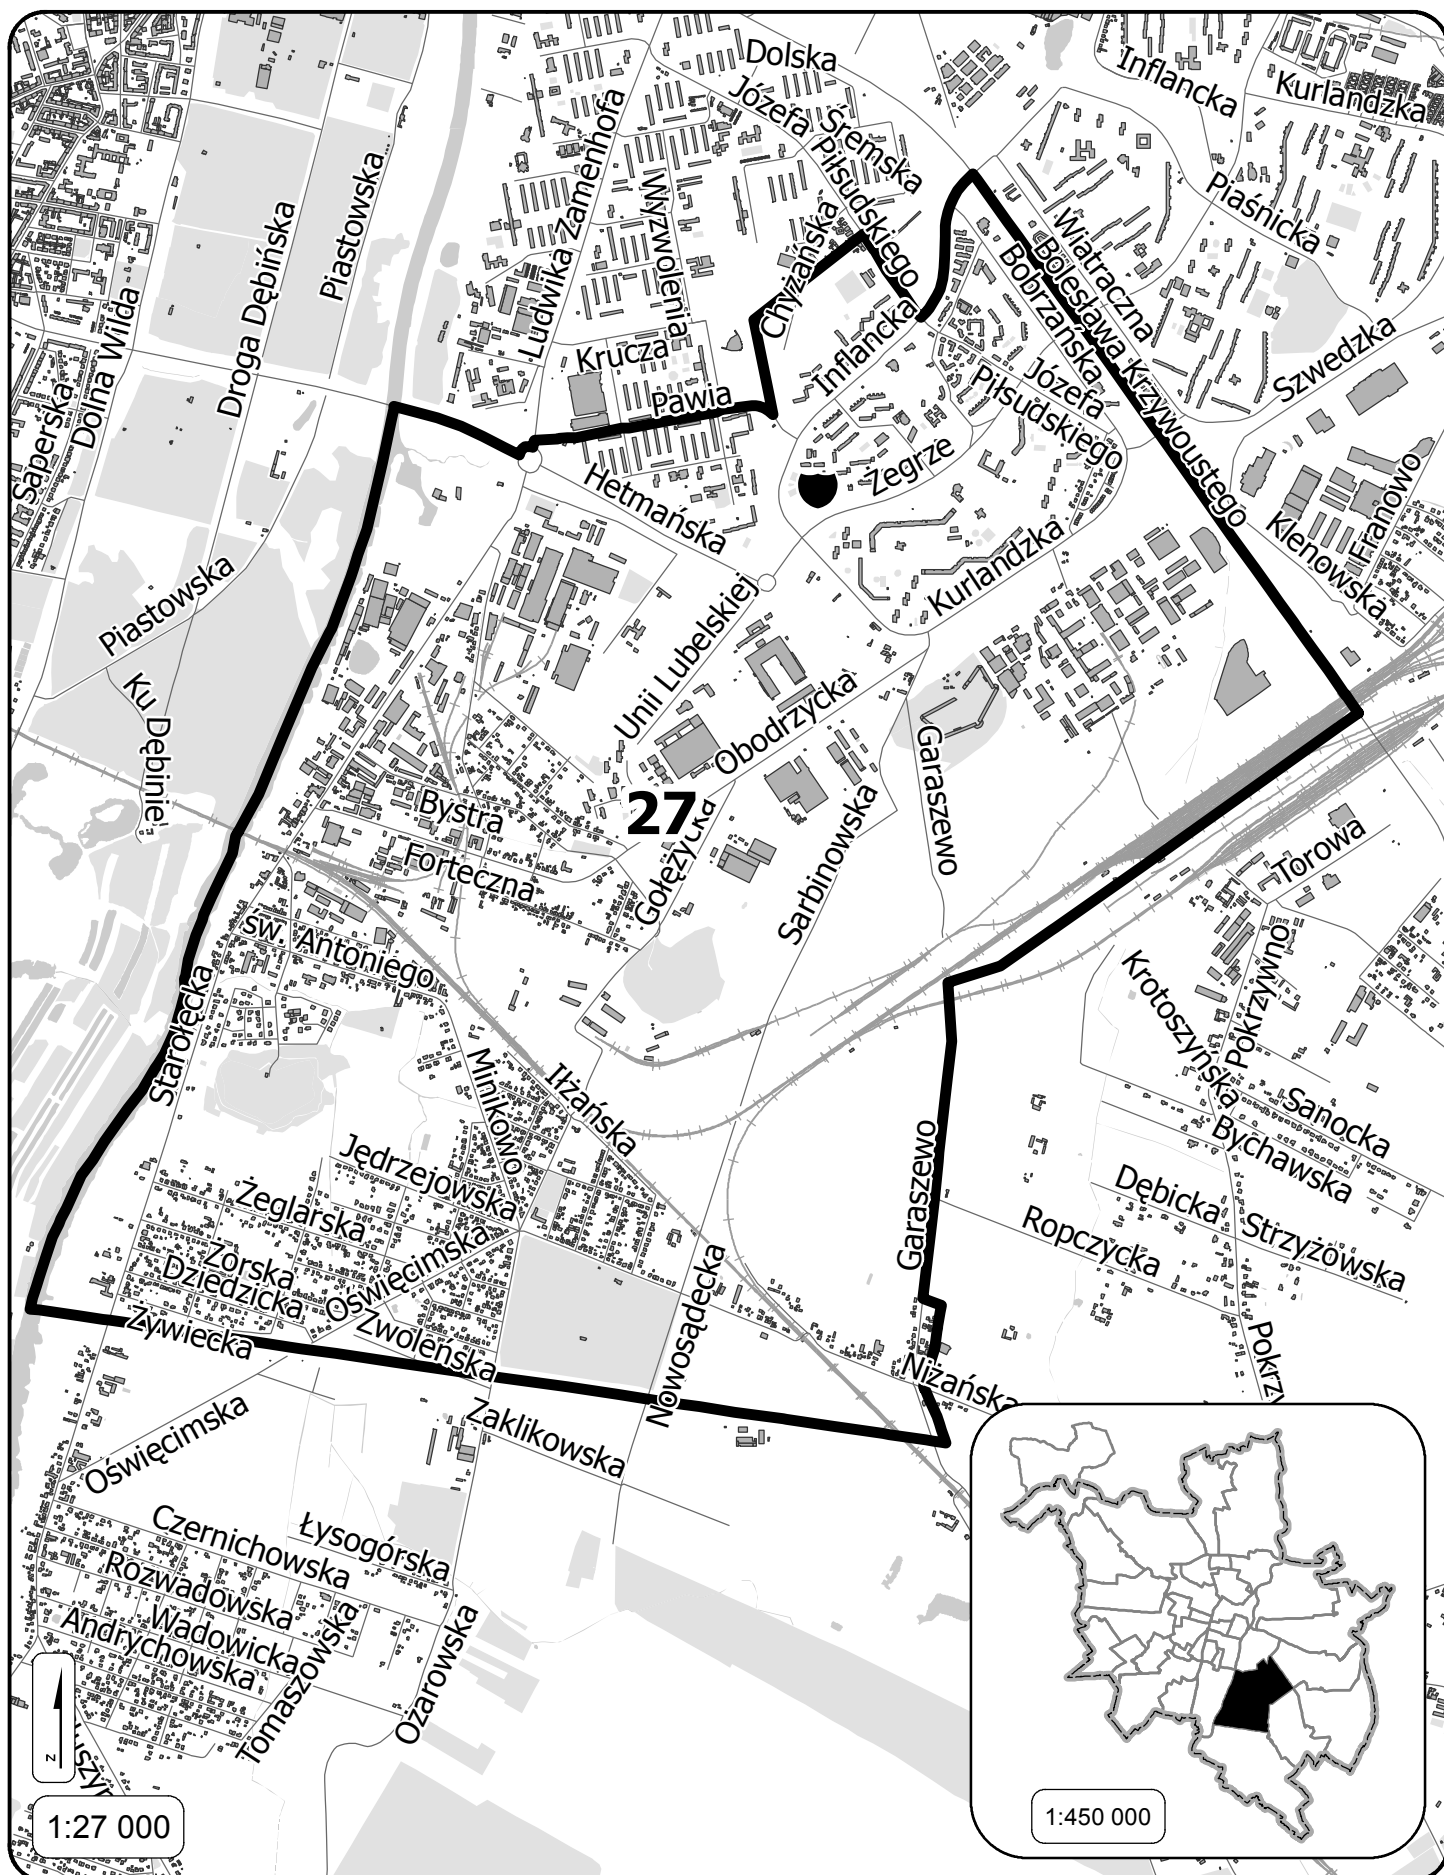 Dolska
Inflancka
Kurlandzka
Józefa
Piłsudskiego
Śremska
Ludwika Zamenhofa
Wyzwolenia
Piastowska
Droga Dębińska
Dolna Wilda
Saperska
Chyżańska
Wiatraczna
Piaśnicka
Bolesława Krzywoustego
Bobrzańska
Szwedzka
Krucza
Pawia
Inflancka
Józefa
Piłsudskiego
Żegrze
Hetmańska
Kurlandzka
Klenowska
Franowo
Piastowska
Ku Dębinie
Unii Lubelskiej
Obodrzycka
Garaszewo
Bystra
27
Forteczna
Gołężycka
Sarbinowska
Torowa
św. Antoniego
Starołęcka
Krotoszyńska
Pokrzywno
Minikowo
Iłżańska
Sanocka
Bychawska
Jędrzejowska
Garaszewo
Dębicka
Strzyżowska
Ropczycka
Żeglarska
Żorska
Dziedzicka
Oświęcimska
Żywiecka
Zwoleńska
Nowosądecka
Niżańska
Pokrzy
Oświęcimska
Zaklikowska
Czernichowska
Łysogórska
Rozwadowska
Wadowicka
Andrychowska
Tomaszowska
Ożarowska
uszyn
z
1:27 000
1:450 000